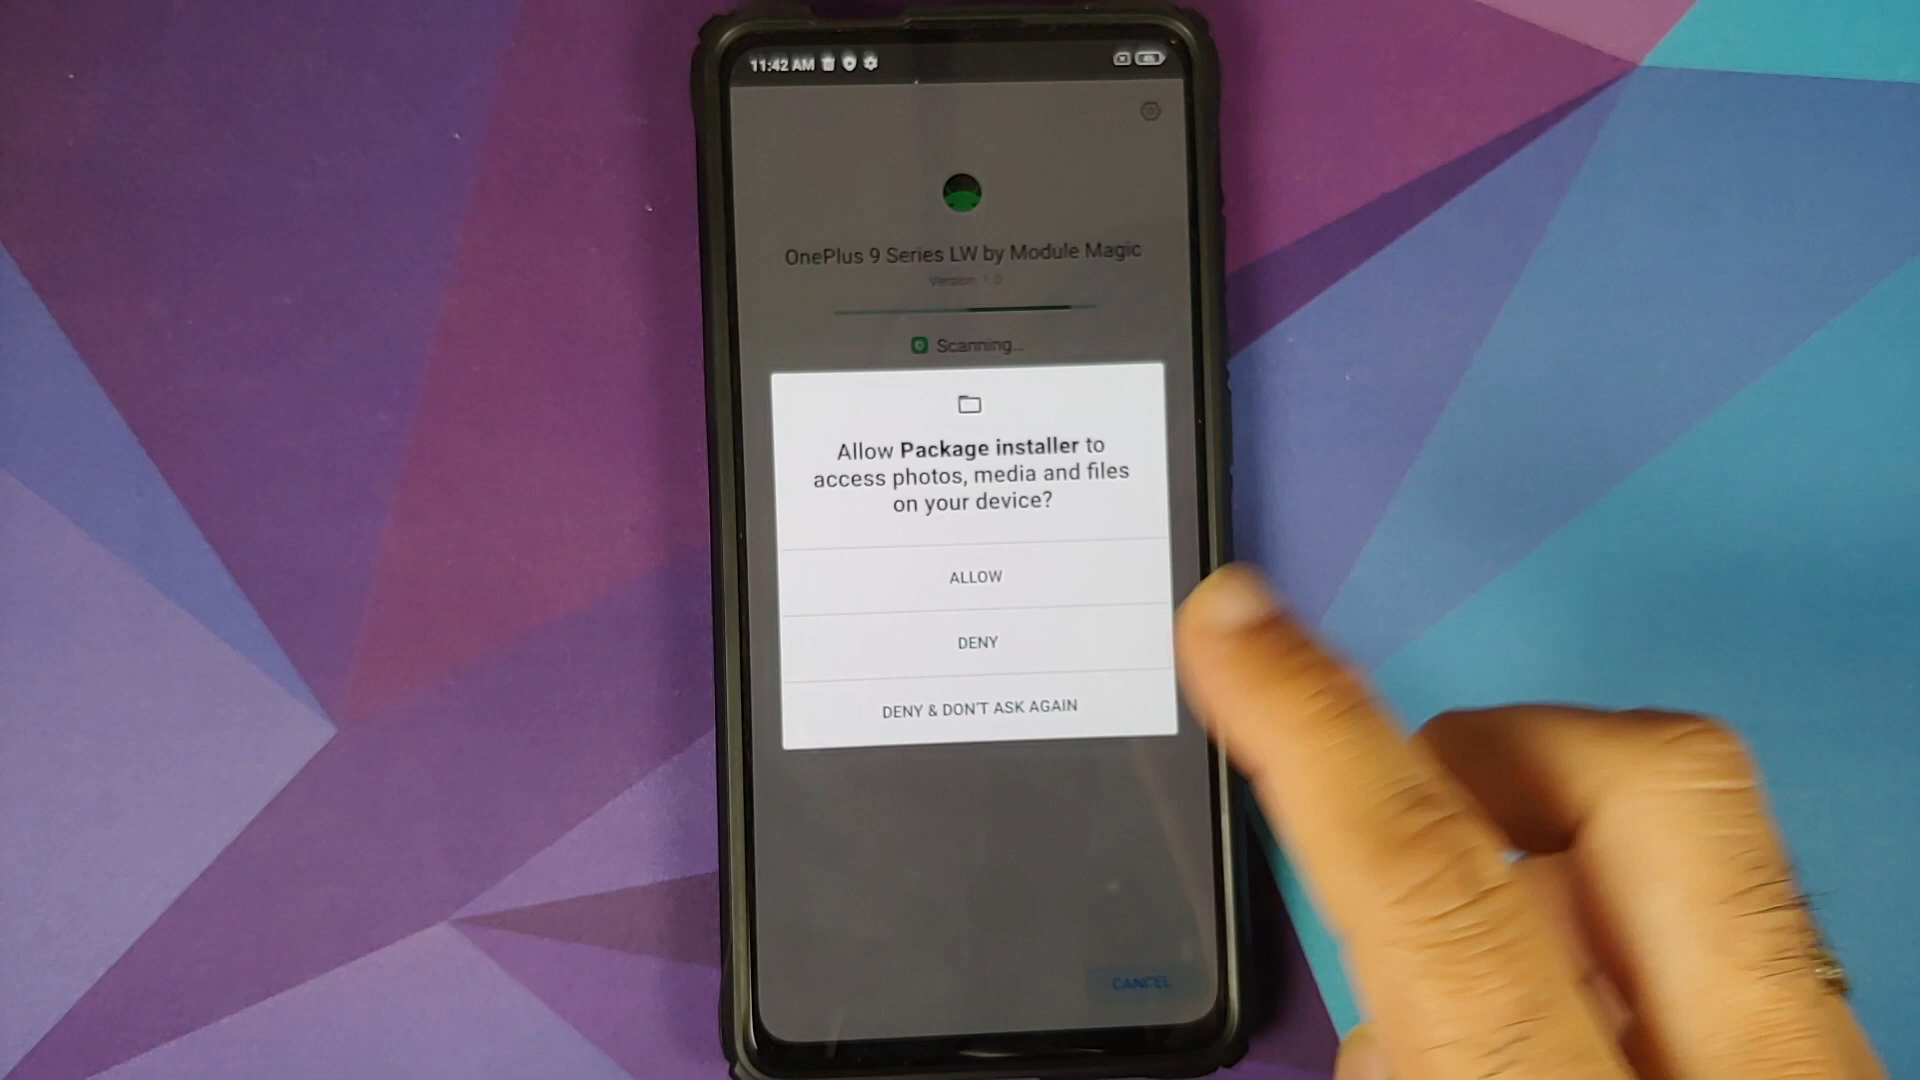 11:42 AM
OnePlus 9 Series LW by Module Magic
Version 1.0
Scanning...
Allow Package installer to
access photos, media and files
on your device?
ALLOW
DENY
DENY & DON'T ASK AGAIN
CANCEL